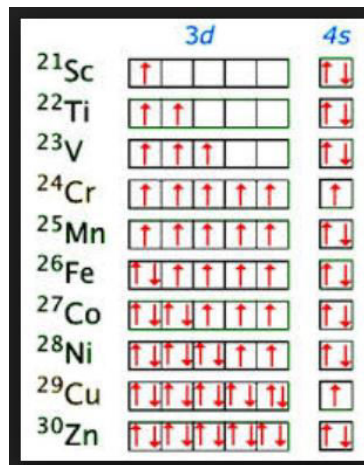 3d 4s
21Sc
22Ti
23V
24Cr
25Mn
26Fe
27Co
28Ni
29Cu
30Zn